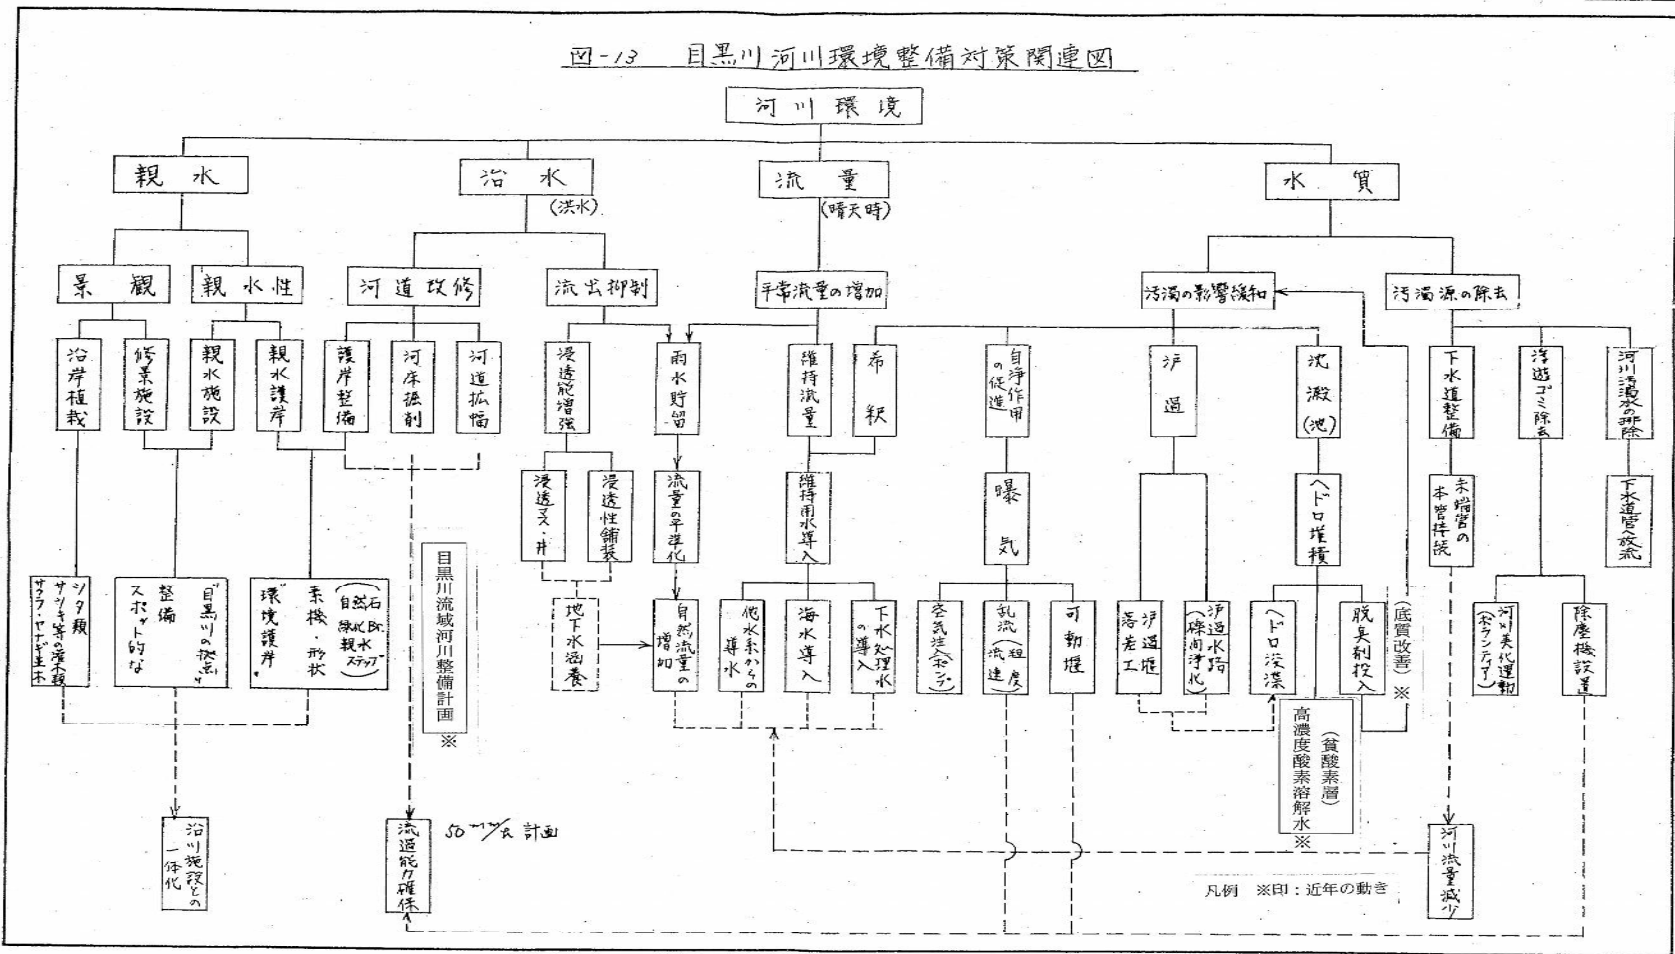 図-13 目黒川河川環境整備対策関連図
河川環境
親水
治水
(洪水)
流量
(晴天時)
水質
景観
親水性
河道改修
流出抑制
平常流量の増加
汚濁の影響緩和
汚濁源の除去
沿岸植栽
修景施設
親水施設
親水護岸
護岸整備
河床掘削
河道拡幅
浸透能増強
雨水貯留
維持流量
希釈
自浄作用
の促進
沪過
沈澱(池)
下水道整備
浮遊ゴミ除去
河川汚濁水の排除
浸透マス・井
浸透性舗装
流量の平準化
維持用水導入
曝気
ヘドロ堆積
末端管の
本管接続
下水道管へ放流
シダ類
サツキ等の灌木類
サクラ・ヤナギ並木
"目黒川の拠点"
整備
スポット的な
(自然石 Br.
緑化
親水
ステップ)
素機・形状
"環境護岸"
目黒川流域河川整備計画 ※
地下水涵養
自然流量の
増加
他水系からの
導水
海水導入
下水処理水
の導入
空気注入(ポンプ)
乱流(粗度
流速)
可動堰
沪過堰
落差工
沪過水路
(礫間浄化)
ヘドロ浚渫
脱臭剤投入
(底質改善)※
河川美化運動
(ボランティアー)
除塵機設置
(貧酸素層)
高濃度酸素溶解水※
沿川施設との
一体化
流過能力確保
50mm/h 計画
河川流量減少
凡例 ※印:近年の動き